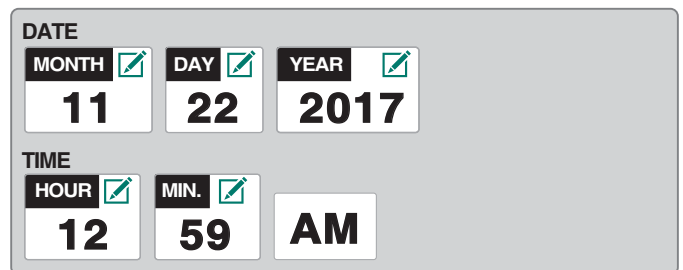 DATE
MONTH DAY YEAR
11 22 2017
TIME
HOUR MIN.
12 59 AM